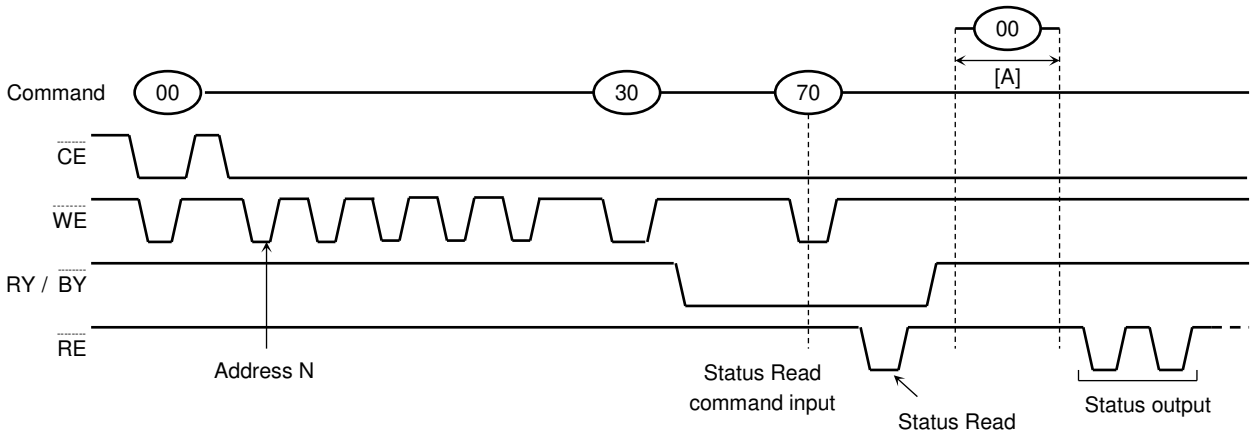 00
[A]
Command 00 30 70
CE
WE
RY / BY
RE
Address N
Status Read
command input
Status Read
Status output